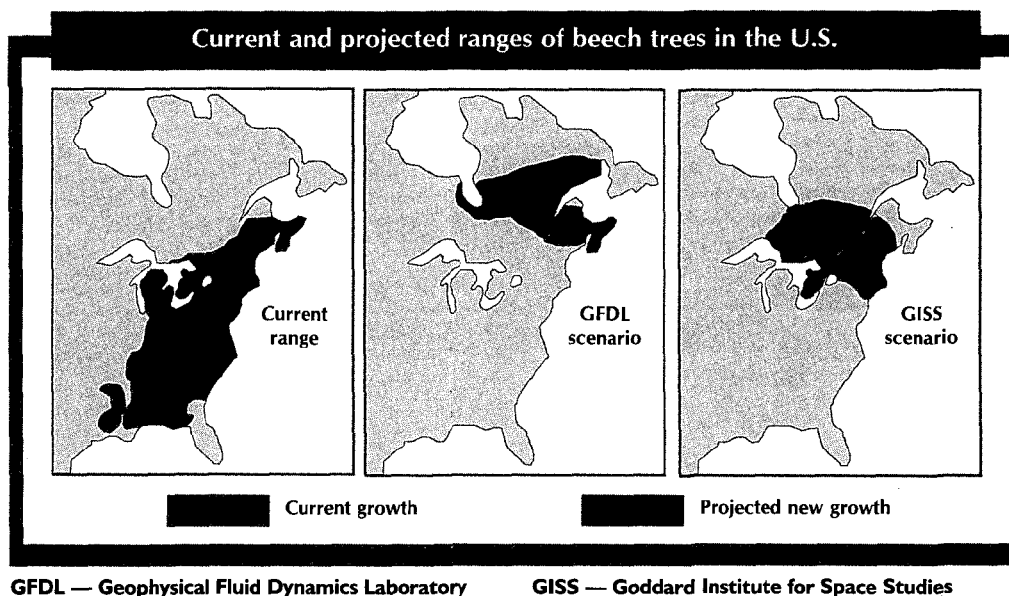 Current and projected ranges of beech trees in the U.S.
Current
range
GFDL
scenario
GISS
scenario
Current growth
Projected new growth
GFDL — Geophysical Fluid Dynamics Laboratory
GISS — Goddard Institute for Space Studies